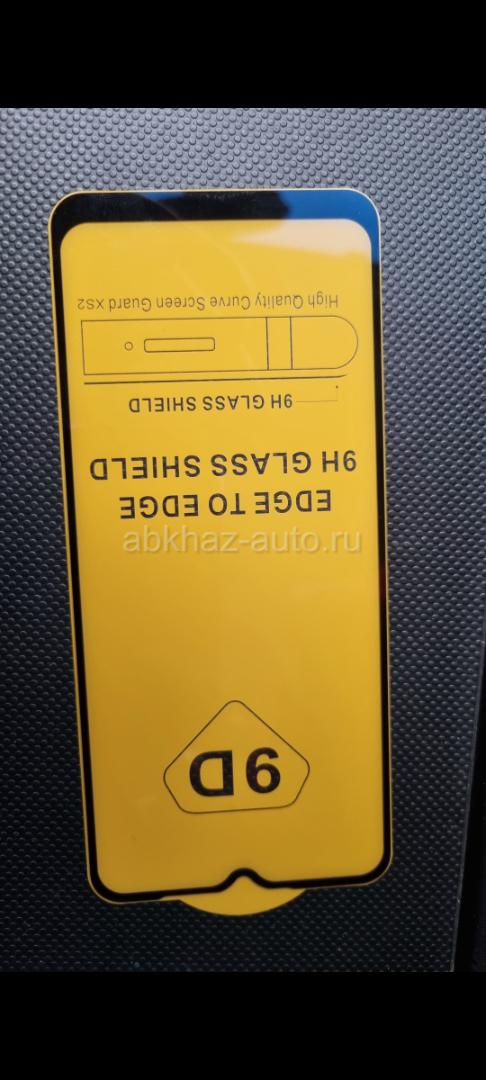 9D
abkhaz-auto.ru
EDGE TO EDGE
9H GLASS SHIELD
9H GLASS SHIELD
High Quality Curve Screen Guard XS2